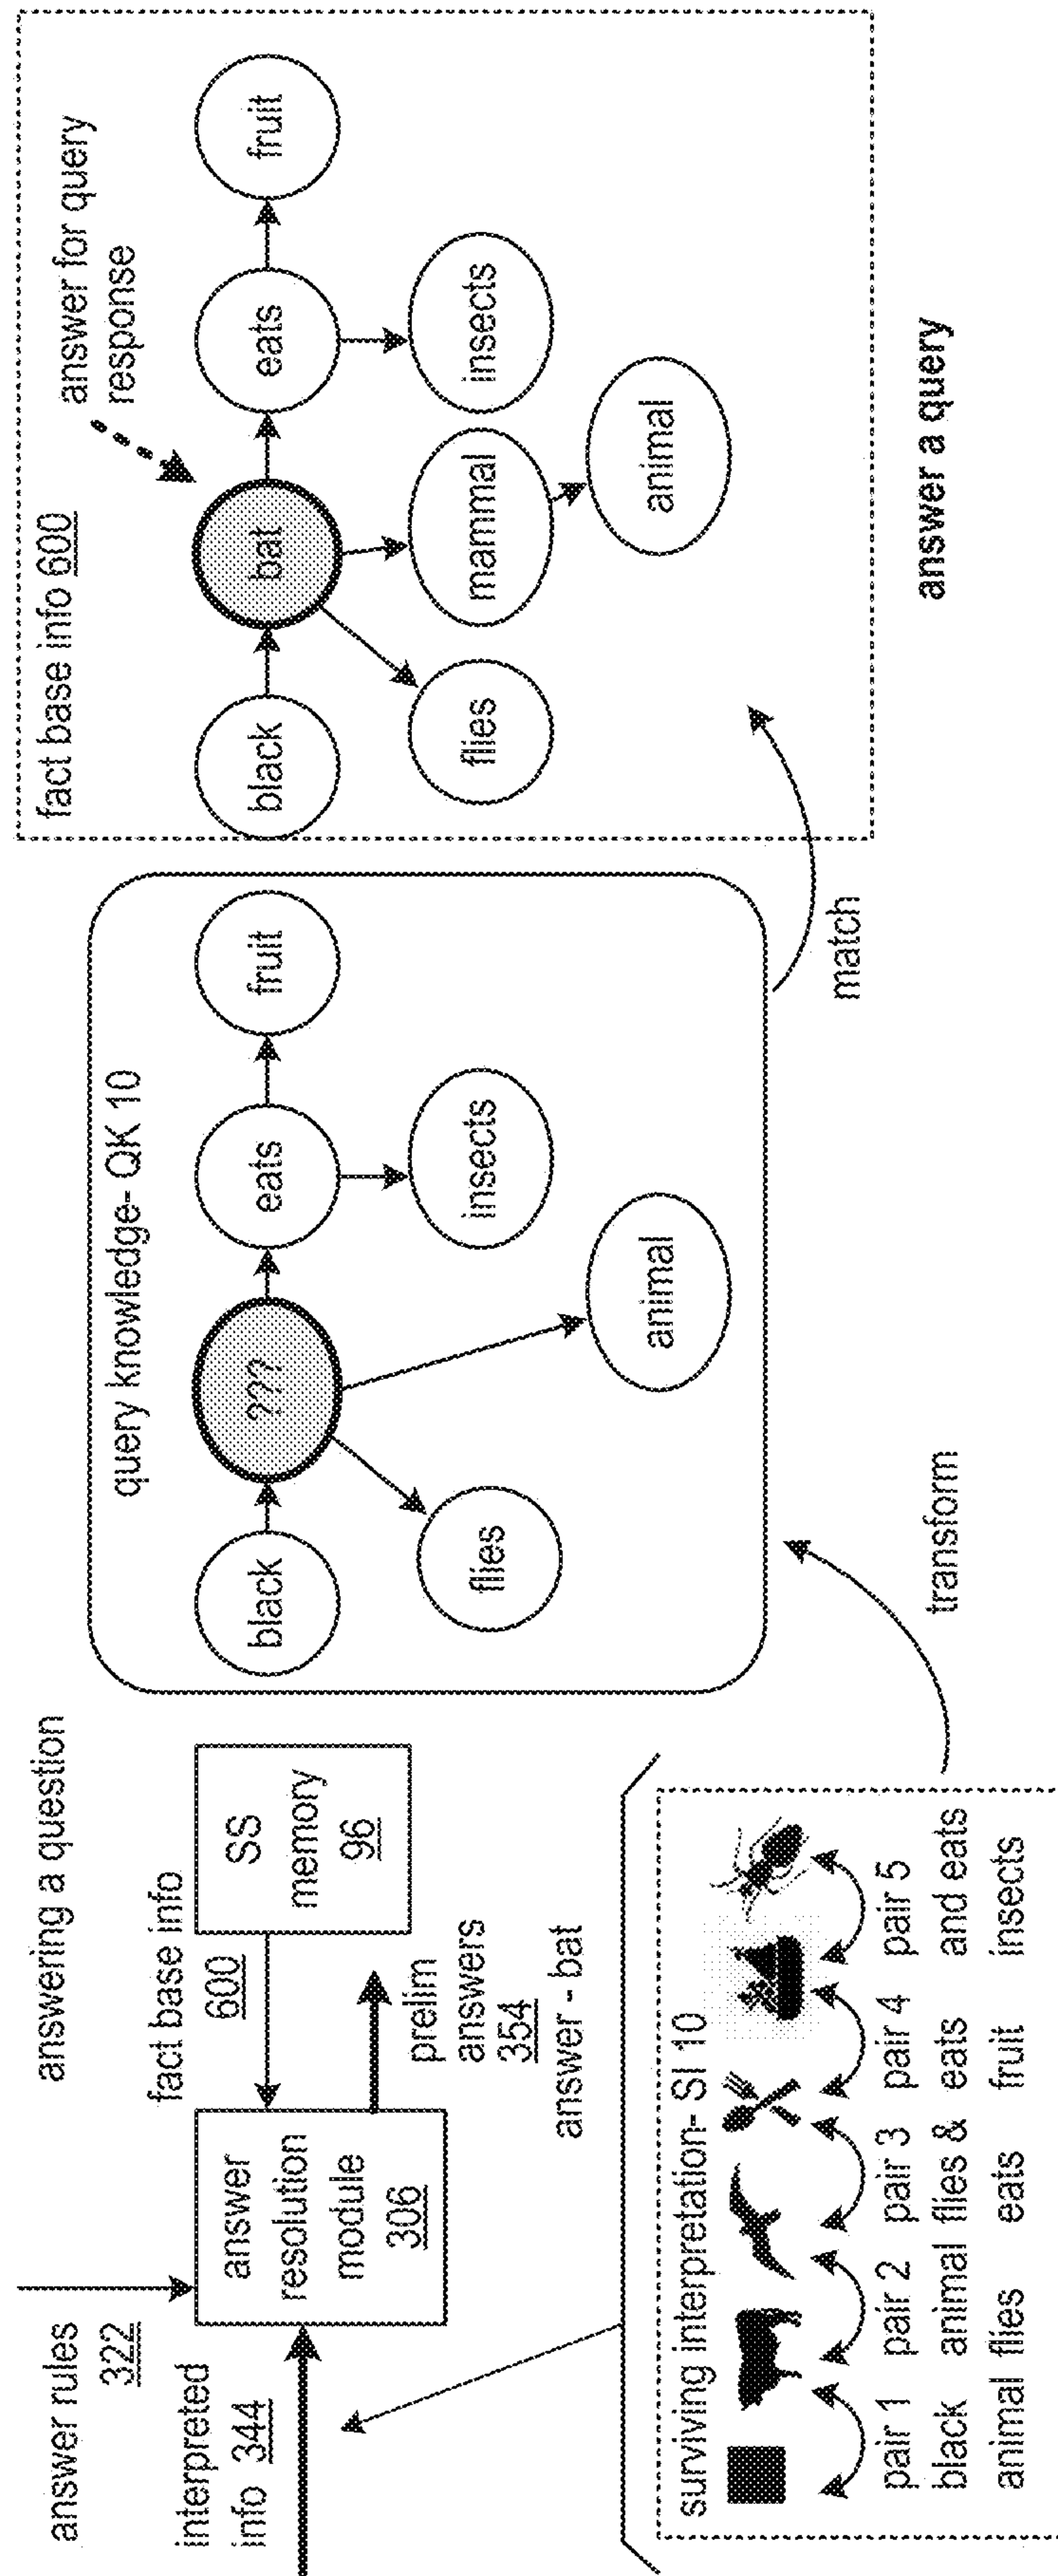 answering a question
answer rules
322
interpreted
info 344
answer
resolution
module
306
fact base info
600
SS
memory
96
prelim
answers
354
answer - bat
surviving interpretation- SI 10
pair 1
black
animal
pair 2
animal
flies
pair 3
flies &
eats
pair 4
eats
fruit
pair 5
and eats
insects
transform
query knowledge- QK 10
black
???
eats
fruit
flies
insects
animal
match
fact base info 600
answer for query
response
black
bat
eats
fruit
flies
mammal
insects
animal
answer a query